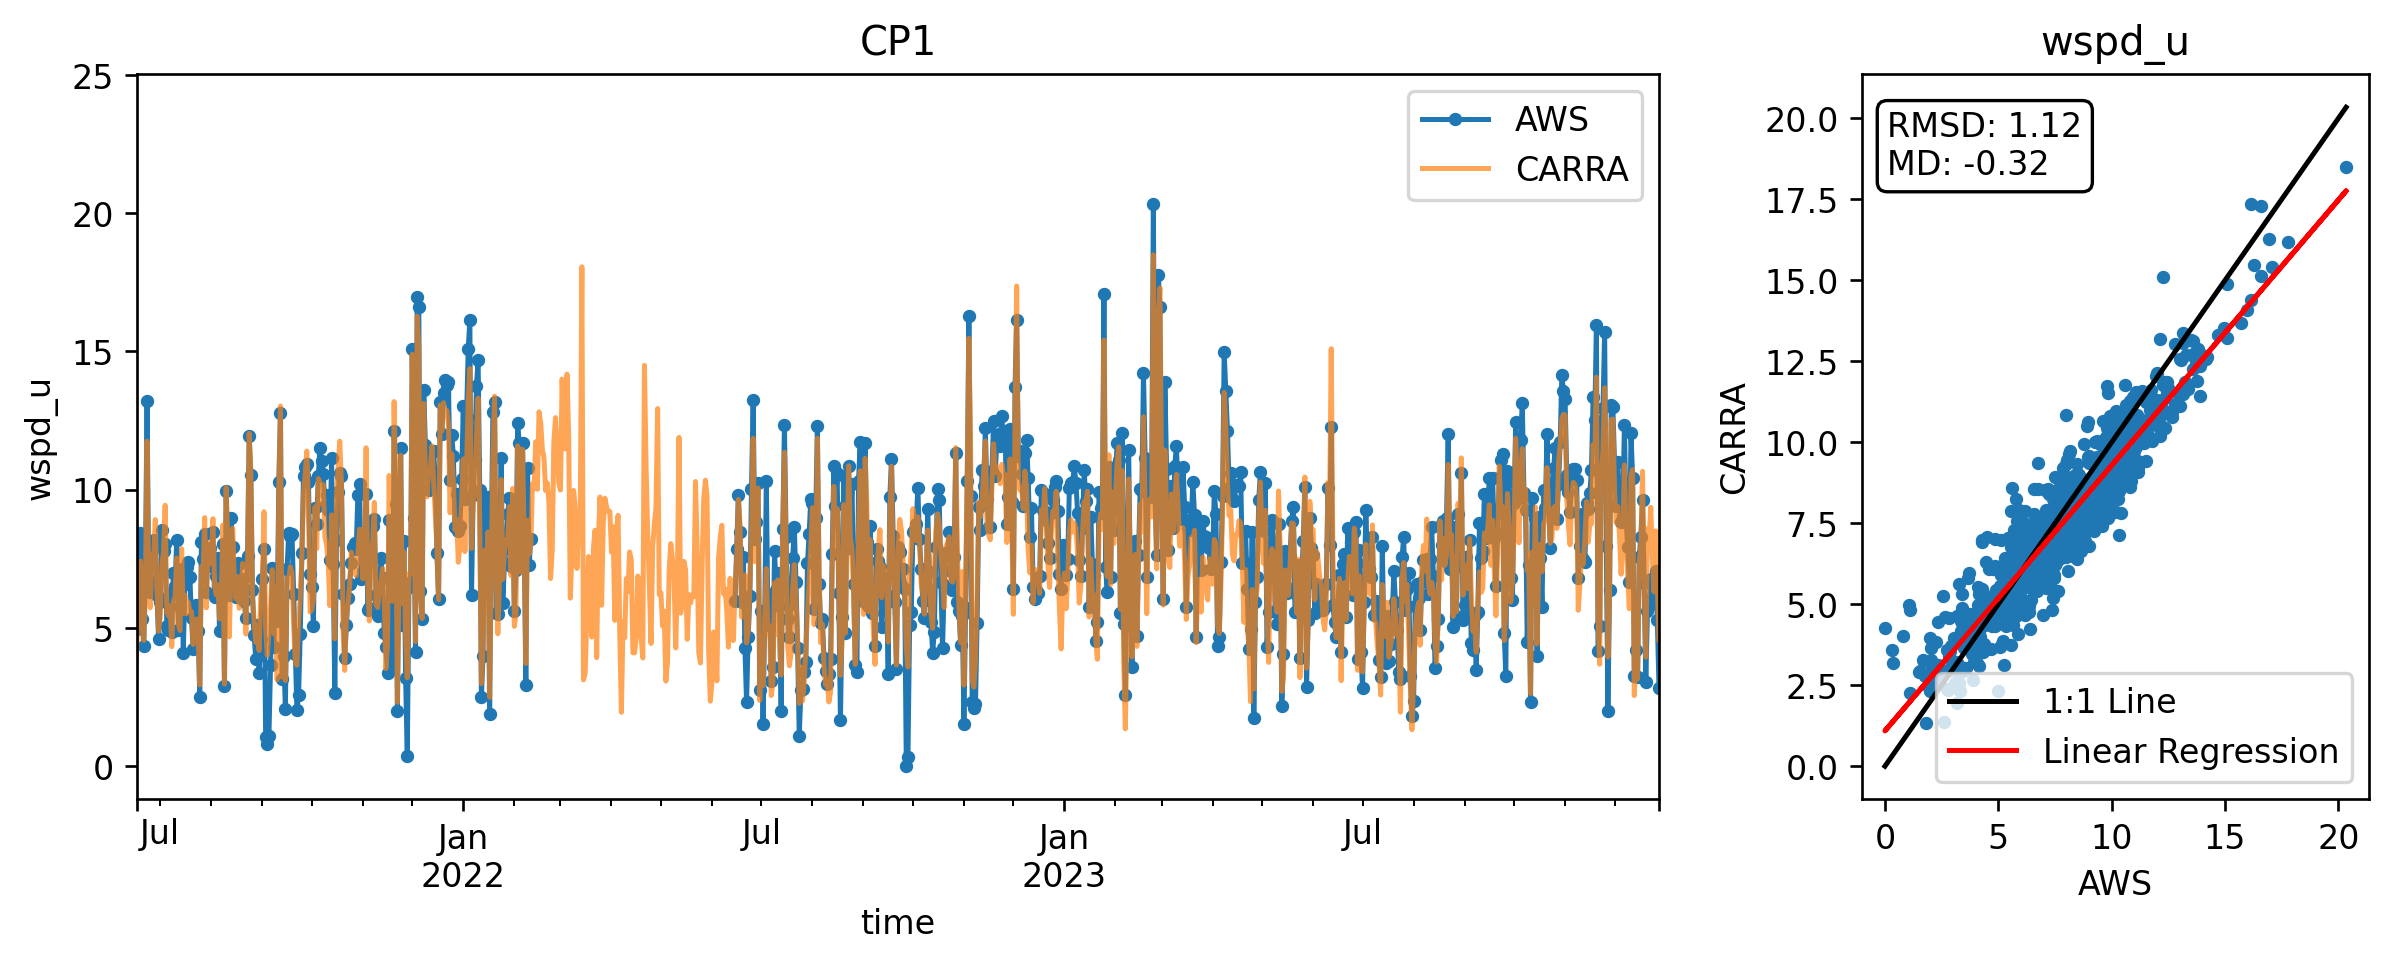 CP1
25
20
15
10
5
0
wspd_u
AWS
CARRA
Jul
Jan
2022
Jul
Jan
2023
Jul
time
wspd_u
20.0
17.5
15.0
12.5
10.0
7.5
5.0
2.5
0.0
CARRA
RMSD: 1.12
MD: -0.32
1:1 Line
Linear Regression
0
5
10
15
20
AWS